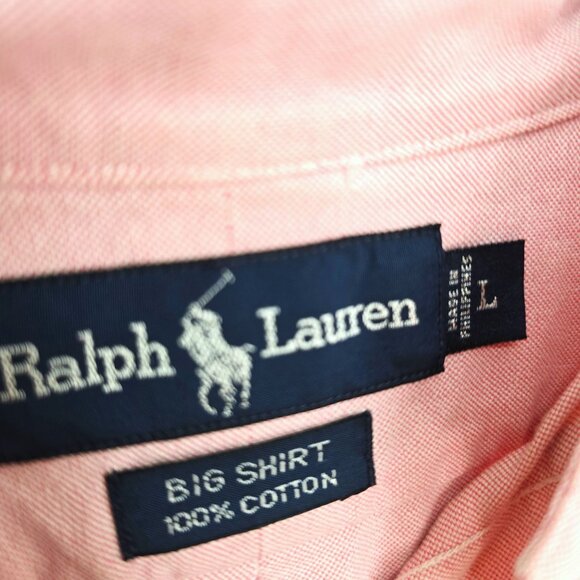 Ralph Lauren
MADE IN
PHILIPPINES
L
BIG SHIRT
100% COTTON